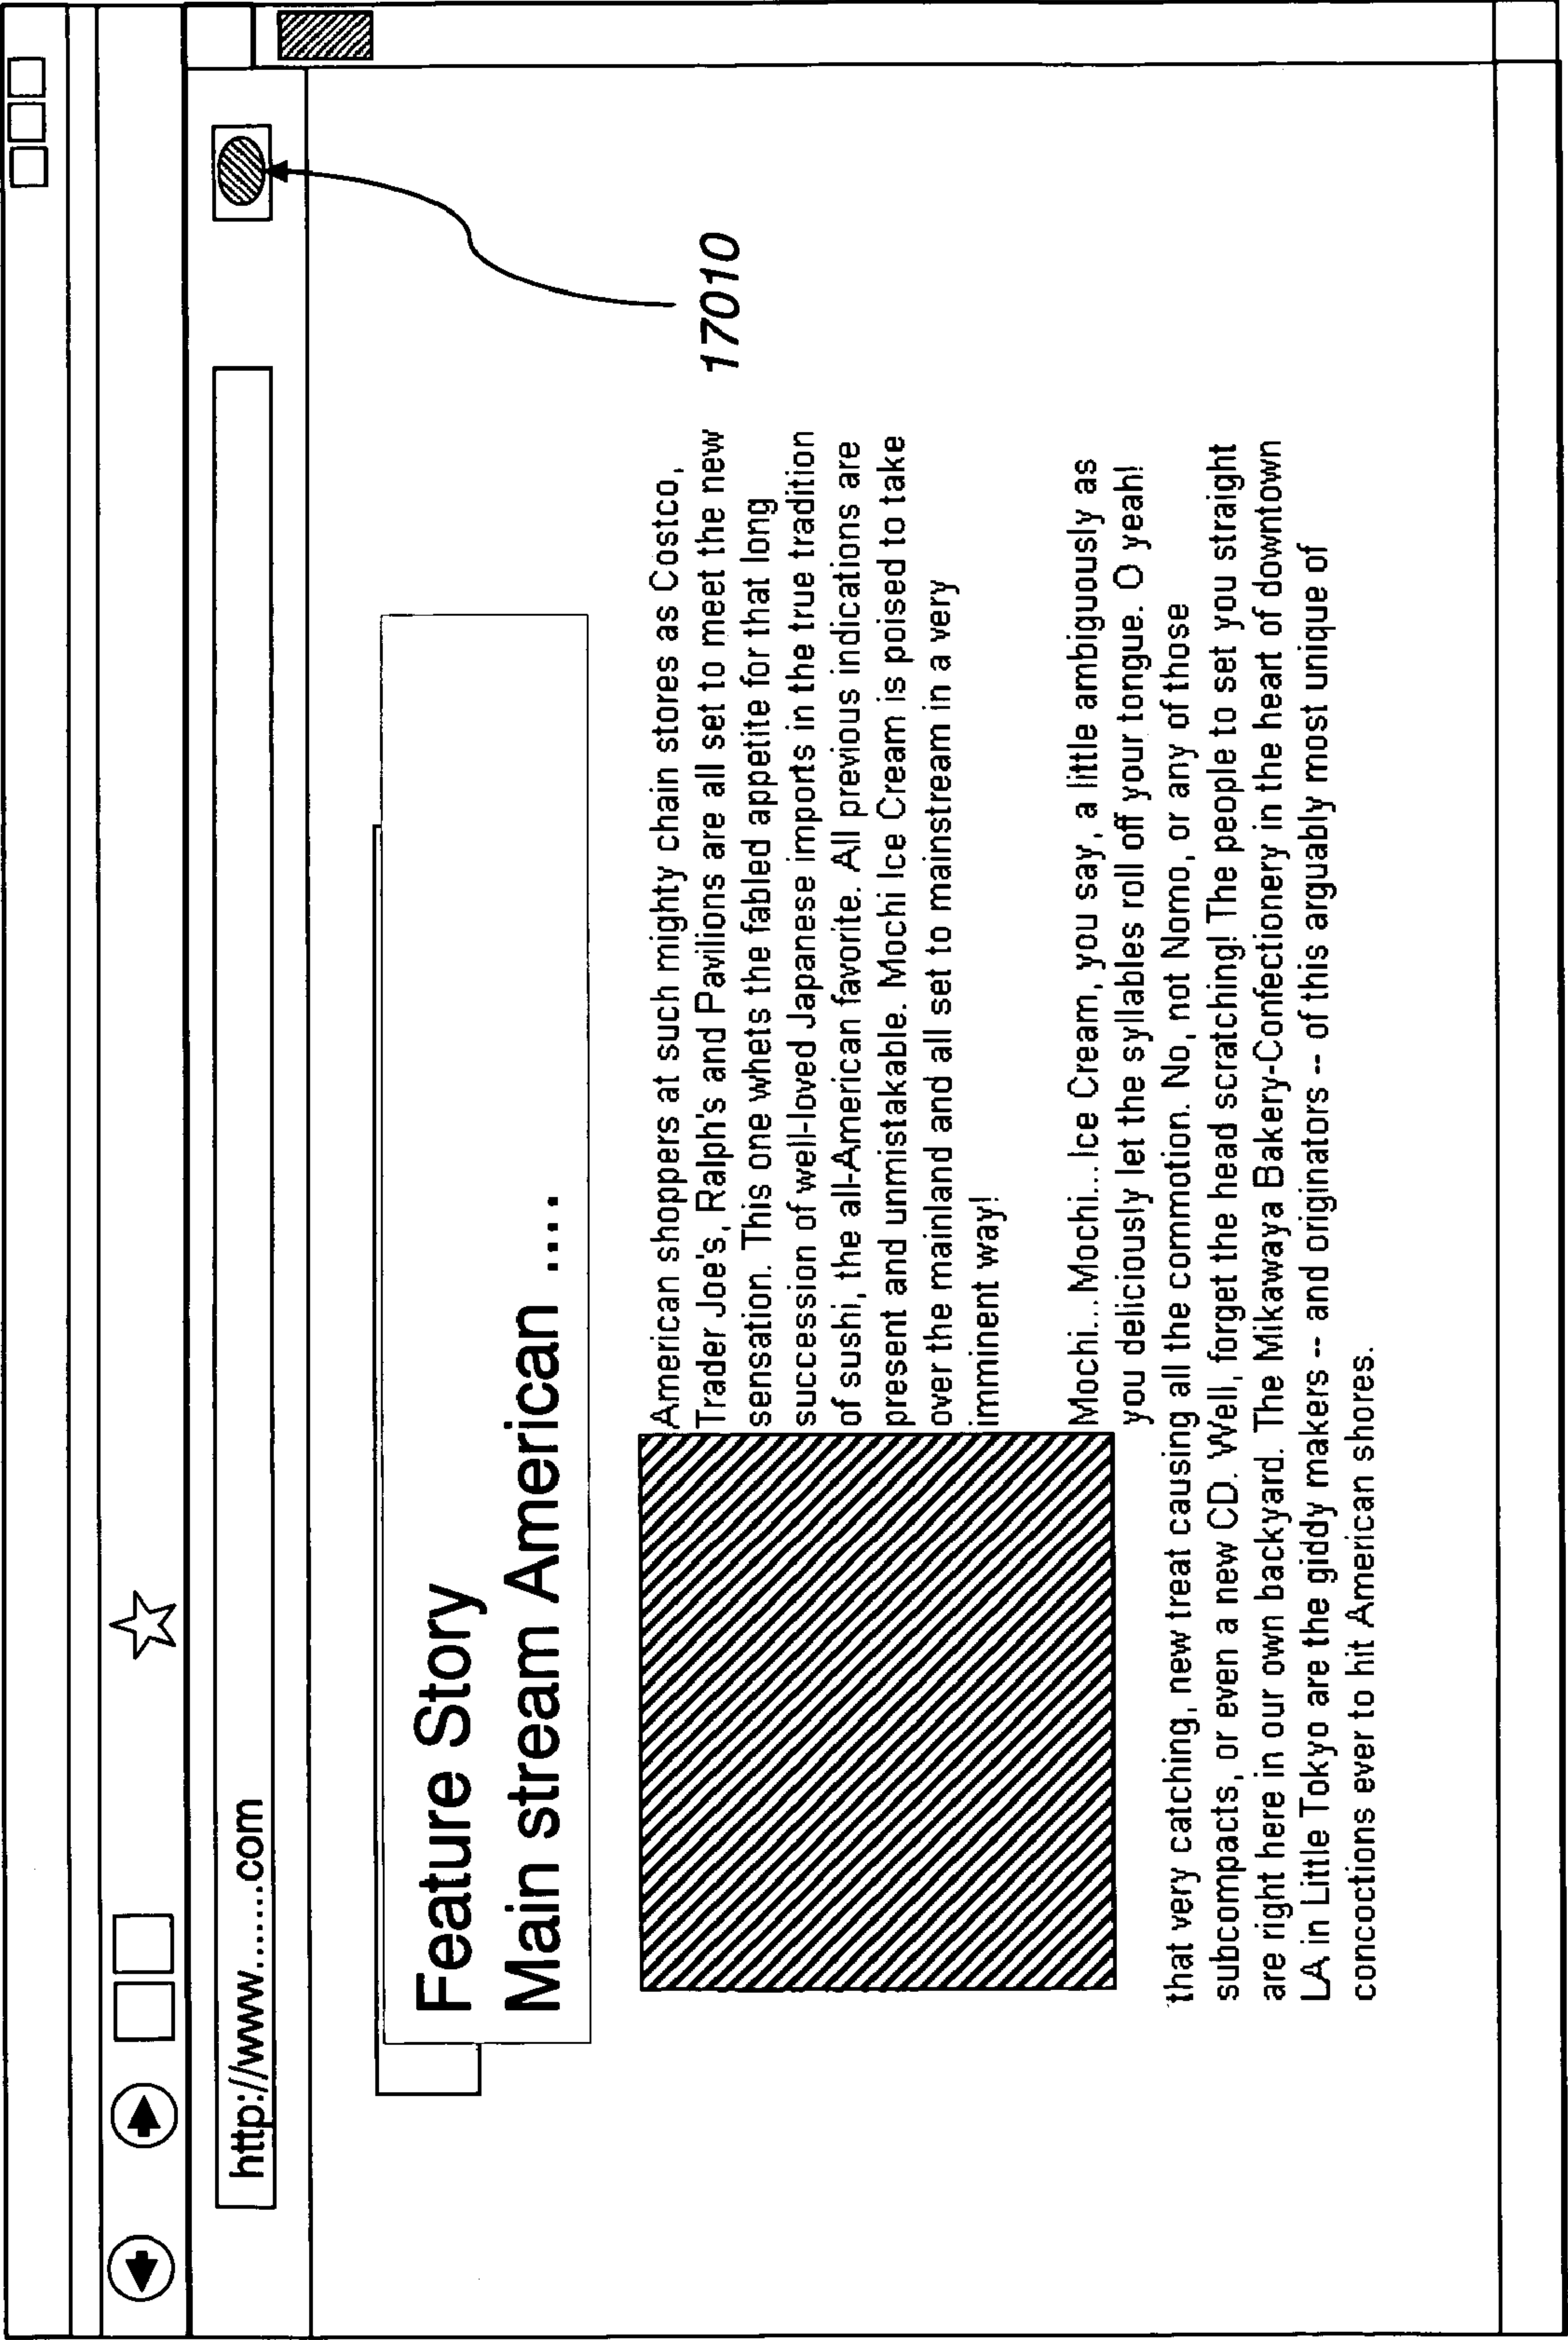 http://www.......com
17010
Feature Story
Main stream American ....
American shoppers at such mighty chain stores as Costco,
Trader Joe's, Ralph's and Pavilions are all set to meet the new
sensation. This one whets the fabled appetite for that long
succession of well-loved Japanese imports in the true tradition
of sushi, the all-American favorite. All previous indications are
present and unmistakable. Mochi Ice Cream is poised to take
over the mainland and all set to mainstream in a very
imminent way!
Mochi...Mochi...Ice Cream, you say, a little ambiguously as
you deliciously let the syllables roll off your tongue. O yeah!
that very catching, new treat causing all the commotion. No, not Nomo, or any of those
subcompacts, or even a new CD. Well, forget the head scratching! The people to set you straight
are right here in our own backyard. The Mikawaya Bakery-Confectionery in the heart of downtown
LA in Little Tokyo are the giddy makers -- and originators -- of this arguably most unique of
concoctions ever to hit American shores.